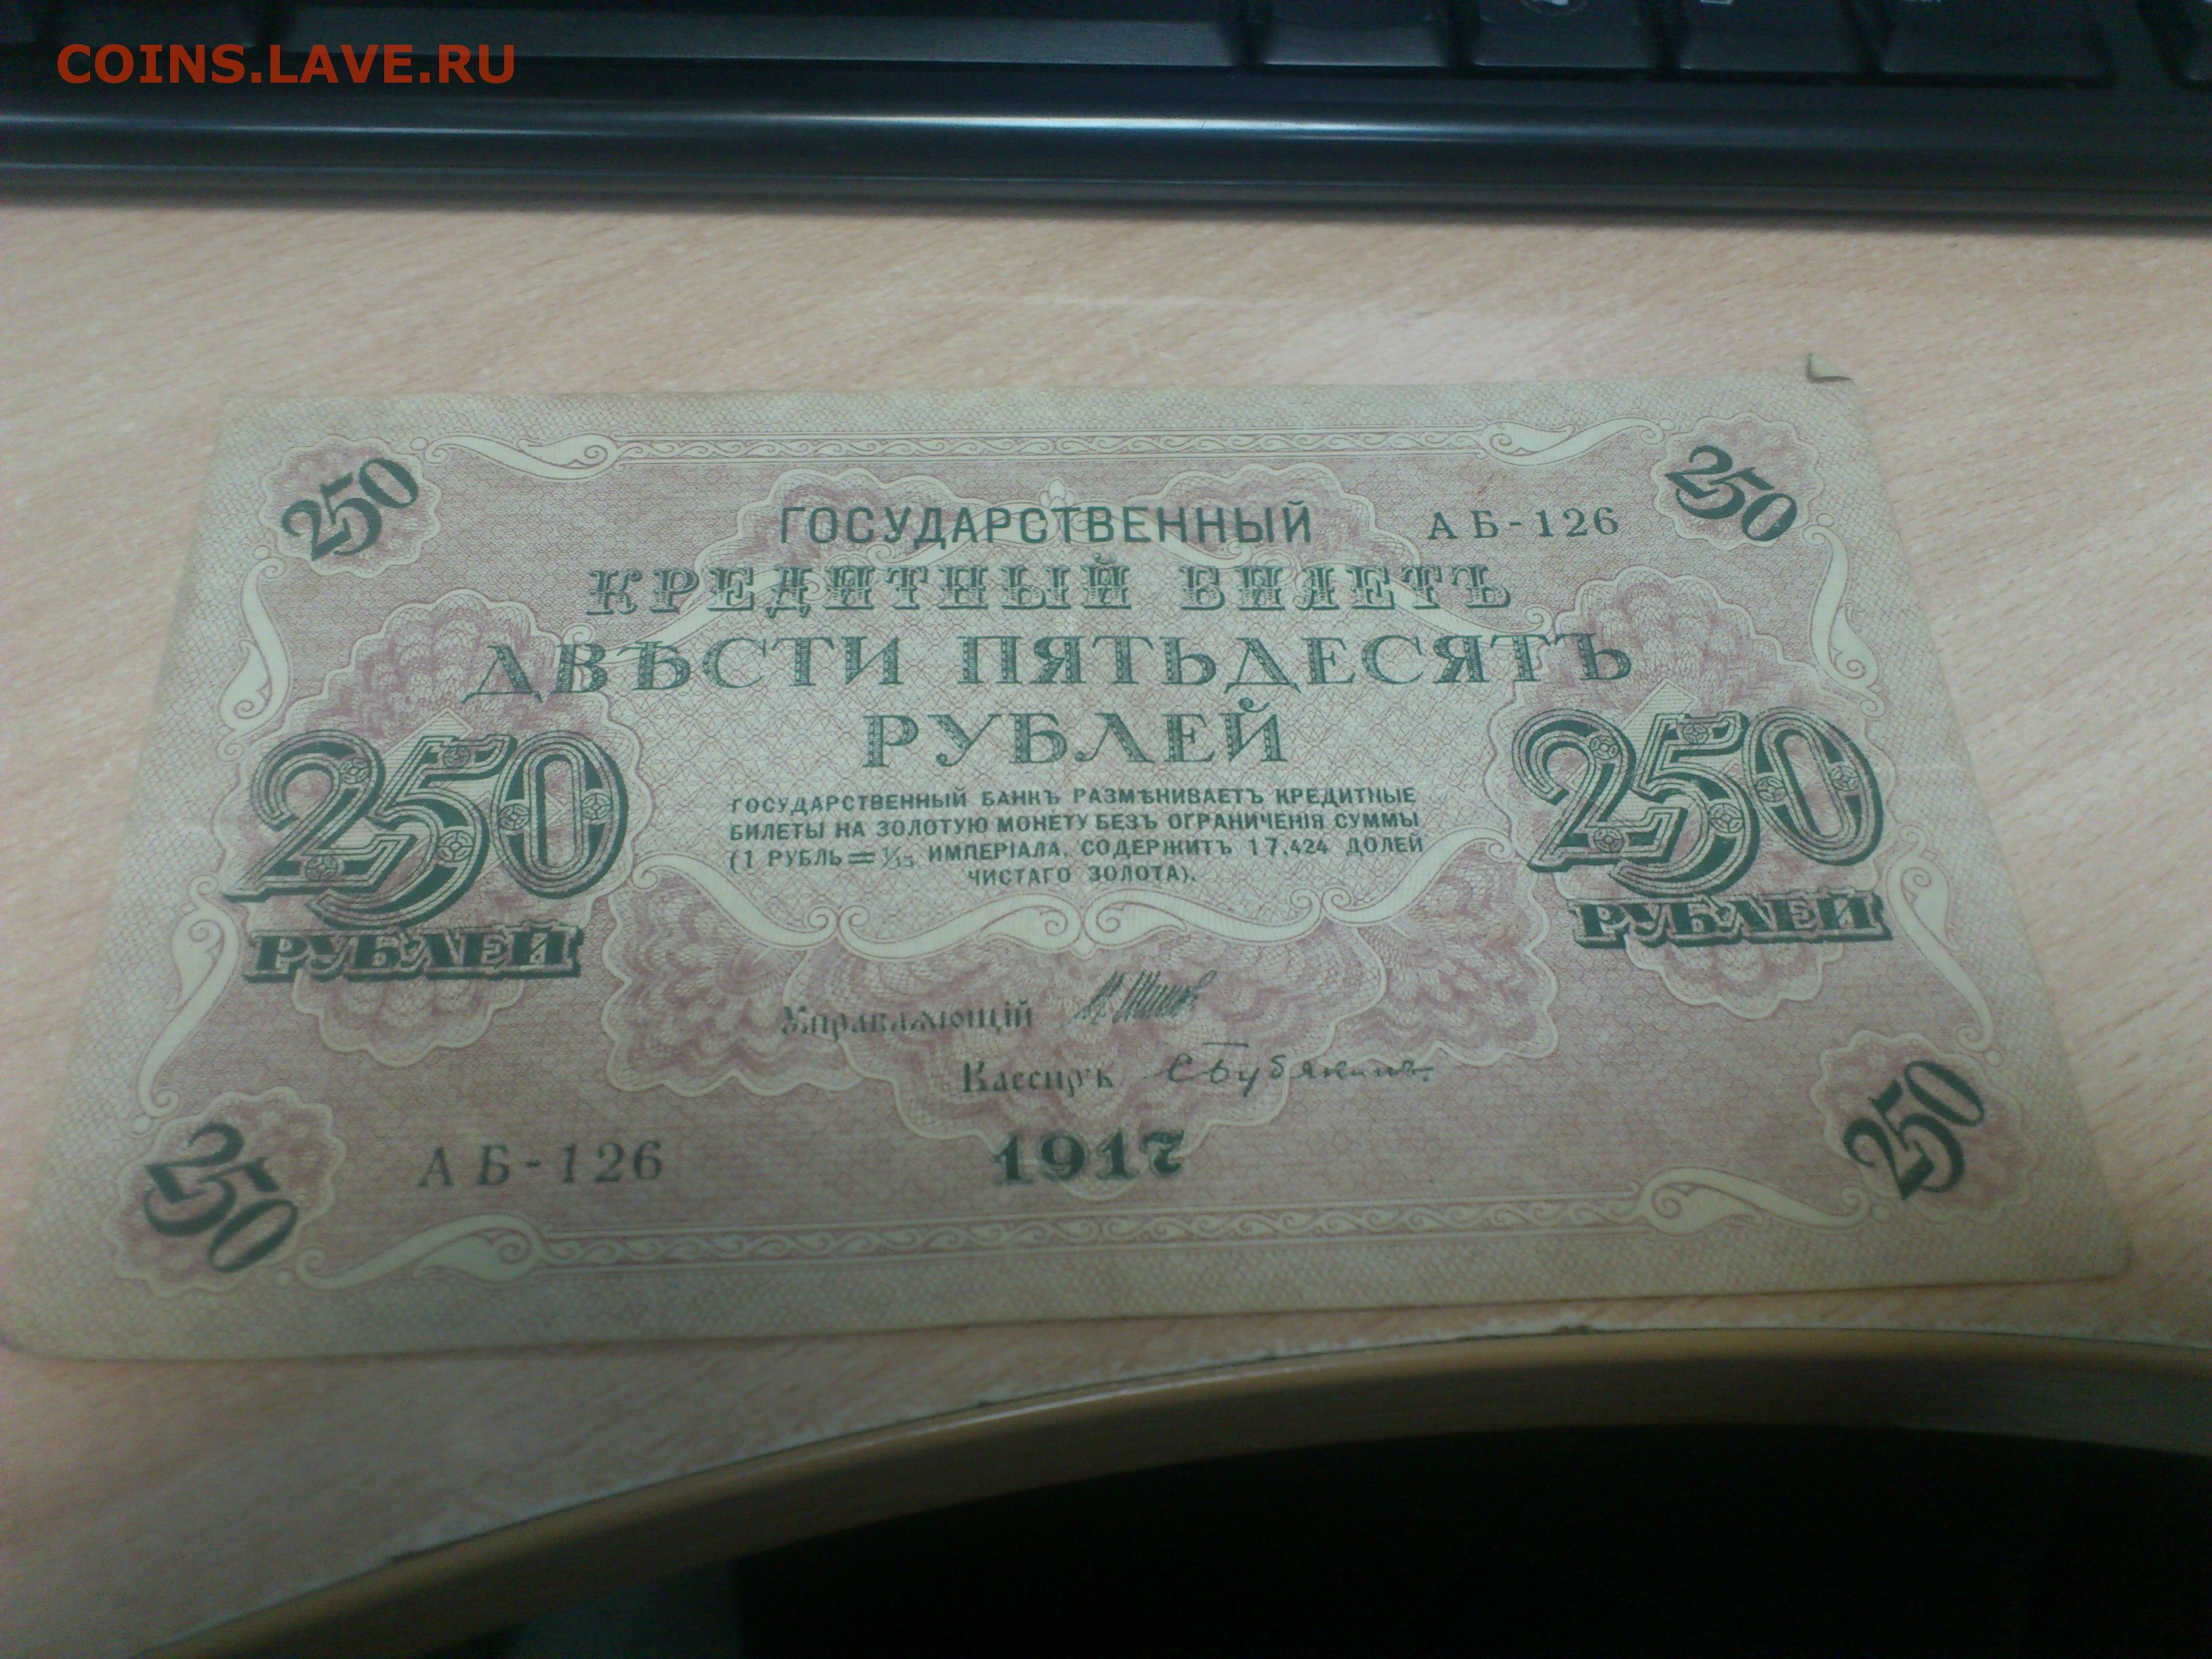 COINS.LAVE.RU
250
250
ГОСУДАРСТВЕННЫЙ АБ-126
КРЕДИТНЫЙ БИЛЕТЪ
ДВѢСТИ ПЯТЬДЕСЯТЪ
РУБЛЕЙ
250
РУБЛЕЙ
250
РУБЛЕЙ
ГОСУДАРСТВЕННЫЙ БАНКЪ РАЗМѢНИВАЕТЪ КРЕДИТНЫЕ
БИЛЕТЫ НА ЗОЛОТУЮ МОНЕТУ БЕЗЪ ОГРАНИЧЕНІЯ СУММЫ
(1 РУБЛЬ = 1/15 ИМПЕРІАЛА, СОДЕРЖИТЪ 17,424 ДОЛЕЙ
ЧИСТАГО ЗОЛОТА).
Управляющій И. Шипов
Кассиръ С Бубякинъ
250
АБ-126
1917
250